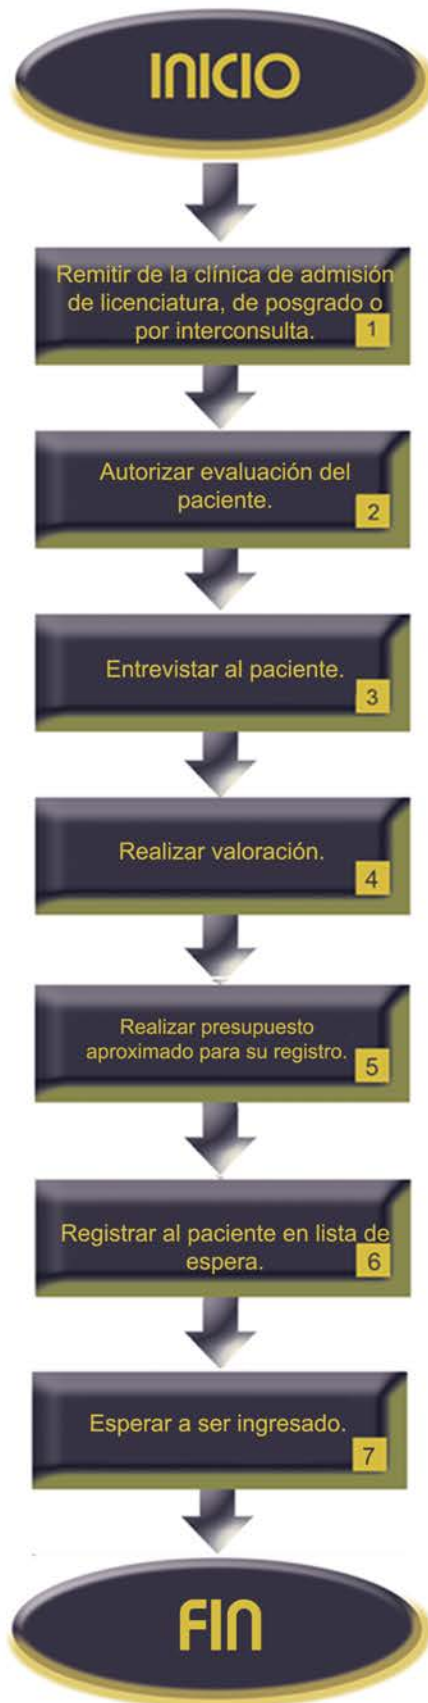 INICIO
Remitir de la clínica de admisión
de licenciatura, de posgrado o
por interconsulta.
1
Autorizar evaluación del
paciente.
2
Entrevistar al paciente.
3
Realizar valoración.
4
Realizar presupuesto
aproximado para su registro.
5
Registrar al paciente en lista de
espera.
6
Esperar a ser ingresado.
7
FIN